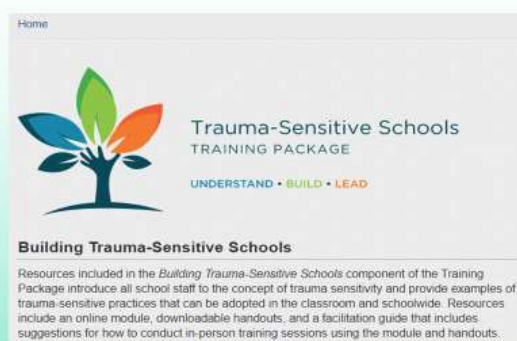 Home
Trauma-Sensitive Schools
TRAINING PACKAGE
UNDERSTAND • BUILD • LEAD
Building Trauma-Sensitive Schools
Resources included in the Building Trauma-Sensitive Schools component of the Training
Package introduce all school staff to the concept of trauma sensitivity and provide examples of
trauma-sensitive practices that can be adopted in the classroom and schoolwide. Resources
include an online module, downloadable handouts, and a facilitation guide that includes
suggestions for how to conduct in-person training sessions using the module and handouts.